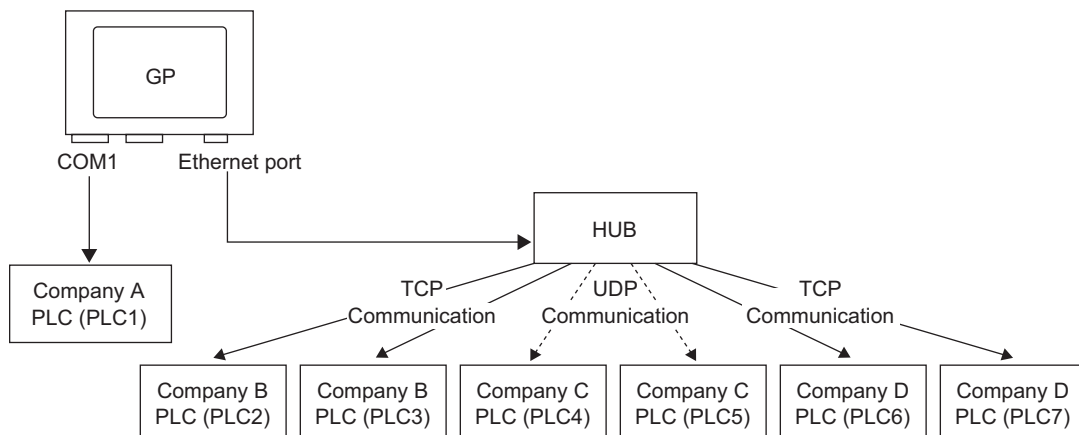 GP
COM1
Ethernet port
HUB
Company A
PLC (PLC1)
TCP
Communication
UDP
Communication
TCP
Communication
Company B
PLC (PLC2)
Company B
PLC (PLC3)
Company C
PLC (PLC4)
Company C
PLC (PLC5)
Company D
PLC (PLC6)
Company D
PLC (PLC7)